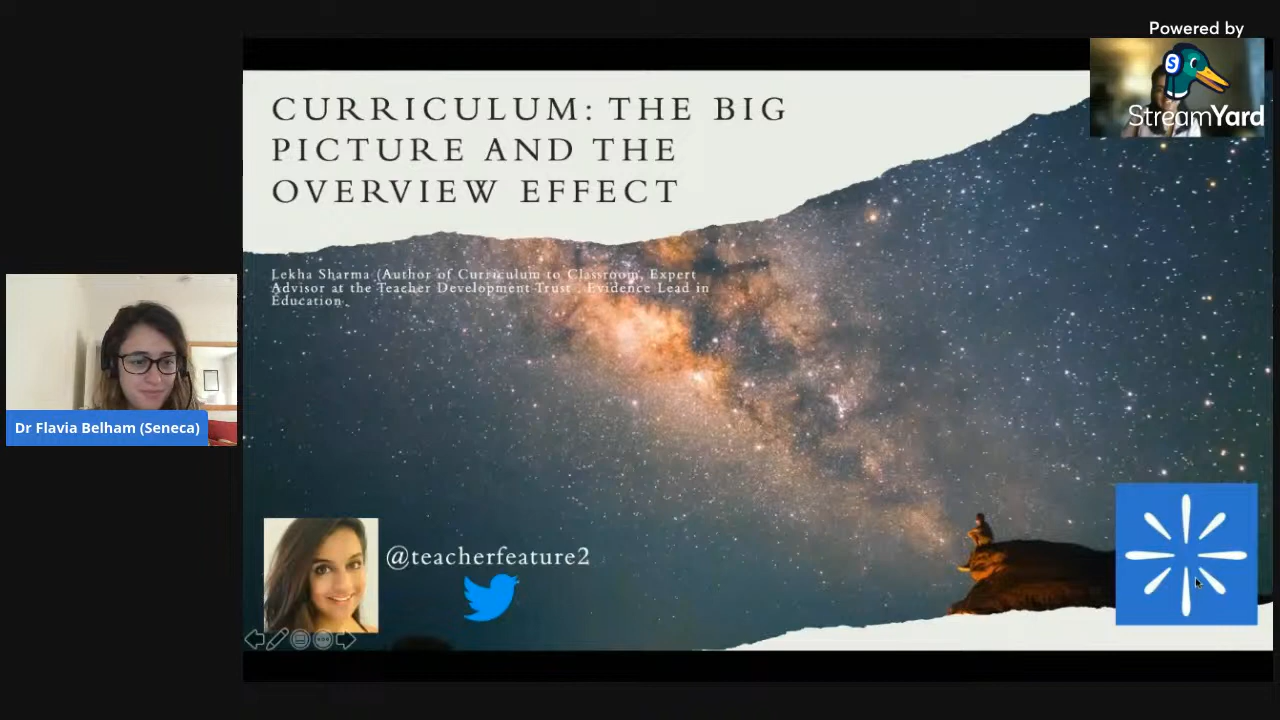 Powered by
S
StreamYard
CURRICULUM: THE BIG
PICTURE AND THE
OVERVIEW EFFECT
Lekha Sharma (Author of Curriculum to Classroom, Expert
Advisor at the Teacher Development Trust , Evidence Lead in
Education.
Dr Flavia Belham (Seneca)
@teacherfeature2